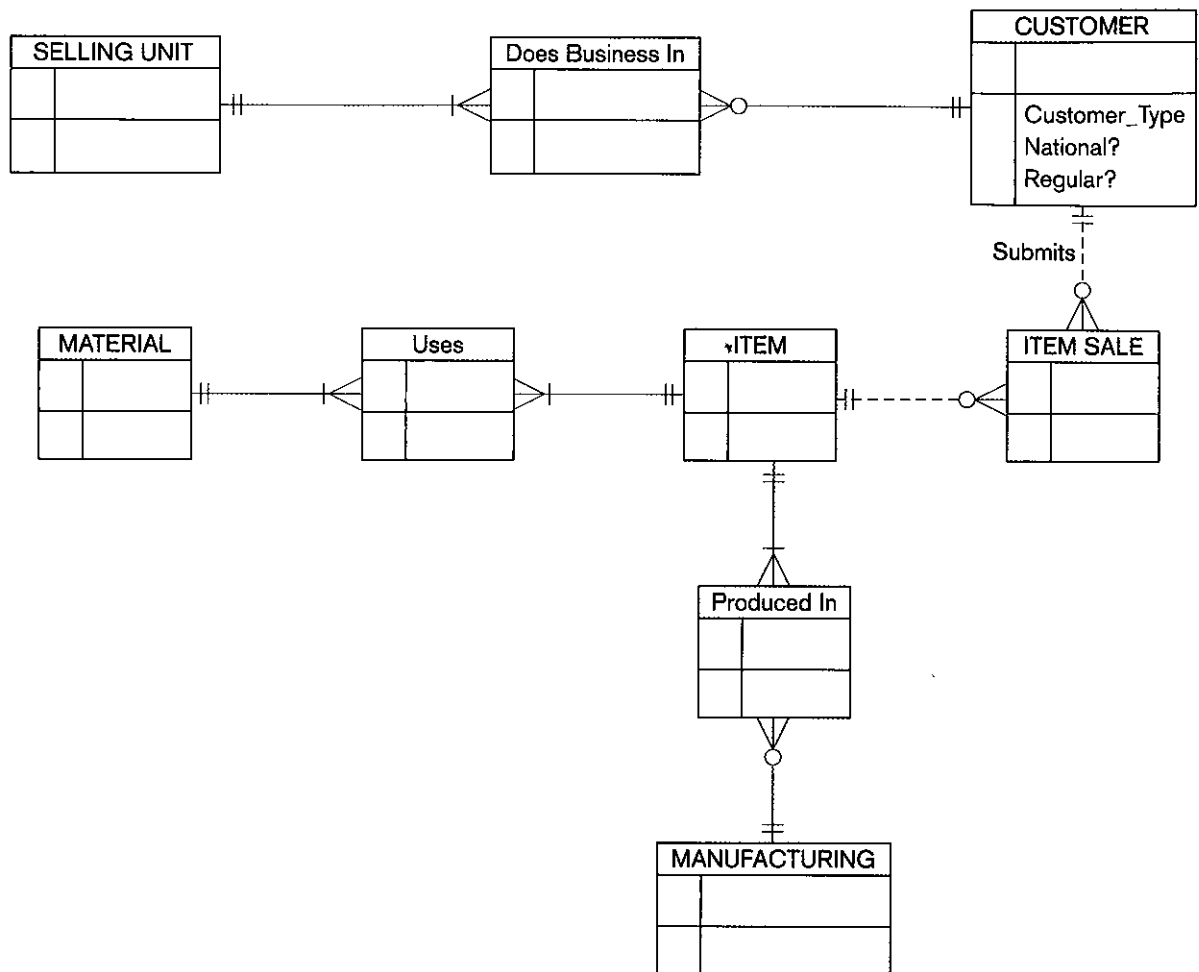 SELLING UNIT
Does Business In
CUSTOMER
Customer_Type
National?
Regular?
Submits
MATERIAL
Uses
ITEM
ITEM SALE
Produced In
MANUFACTURING